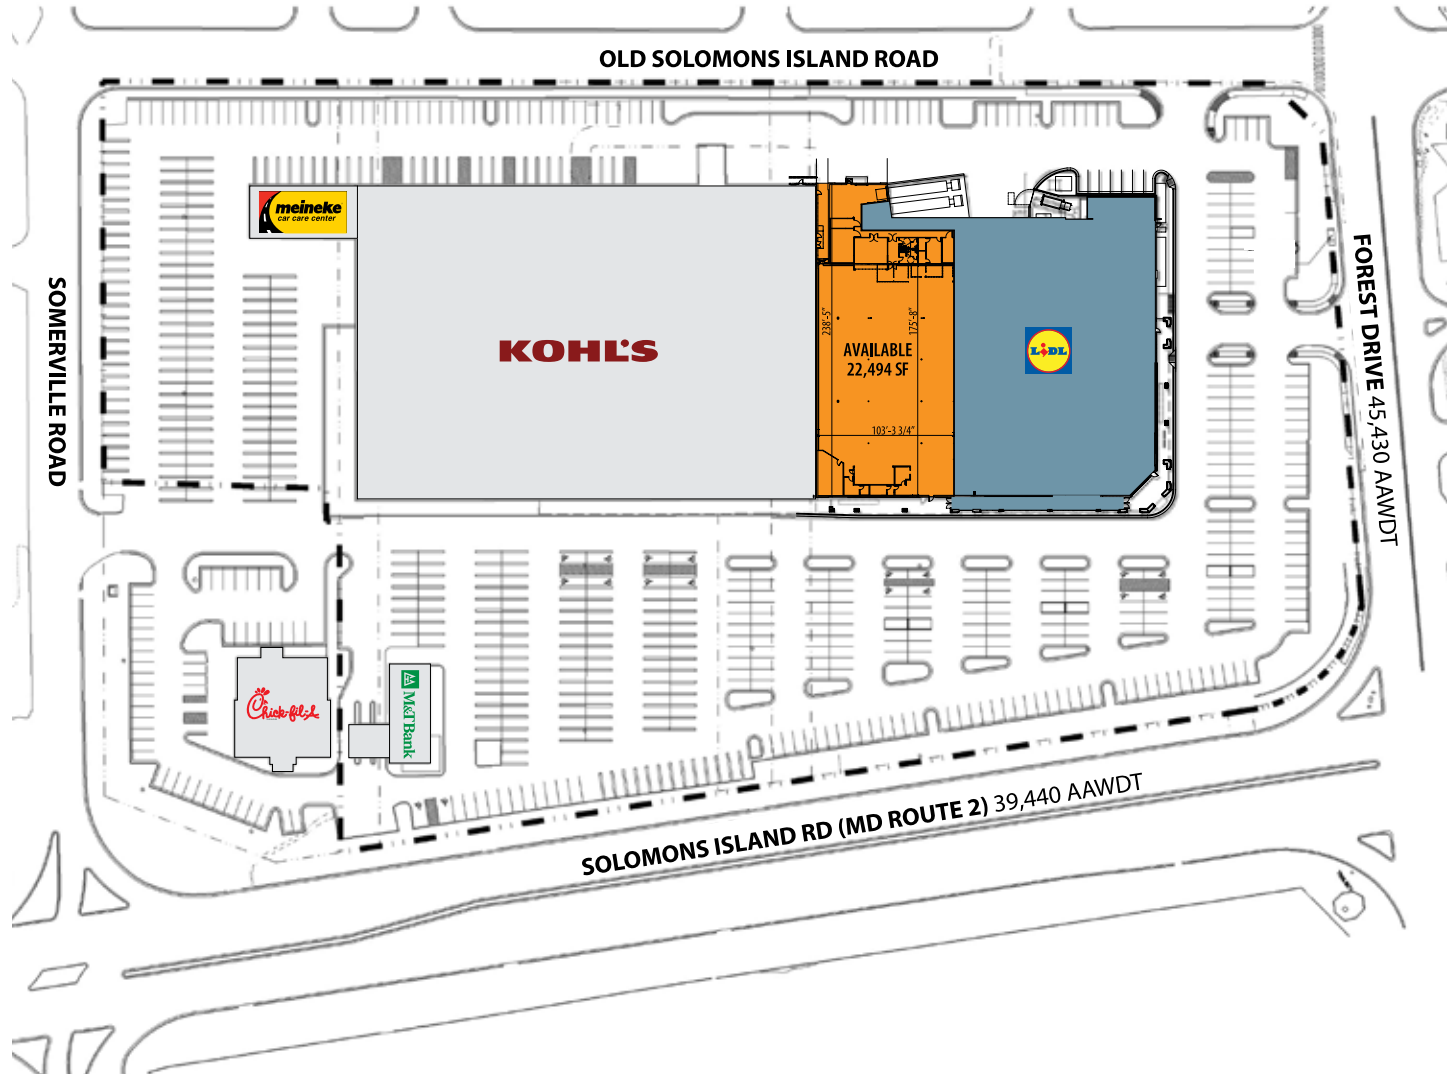 OLD SOLOMONS ISLAND ROAD
meineke
car care center
SOMERVILLE ROAD
FOREST DRIVE 45,430 AAWDT
KOHL'S
238'-5"
175'-8"
AVAILABLE
22,494 SF
LIDL
103'-3 3/4"
Chick-fil-A
M&T Bank
SOLOMONS ISLAND RD (MD ROUTE 2) 39,440 AAWDT